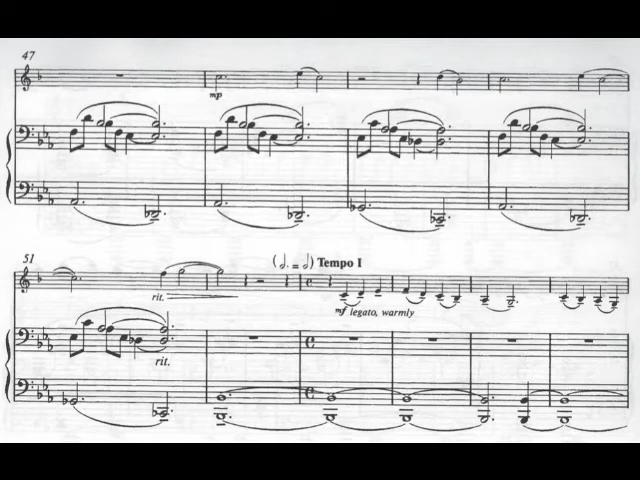 47
mp
51
rit.
(𝅗𝅥. = 𝅗𝅥) Tempo I
mf legato, warmly
rit.